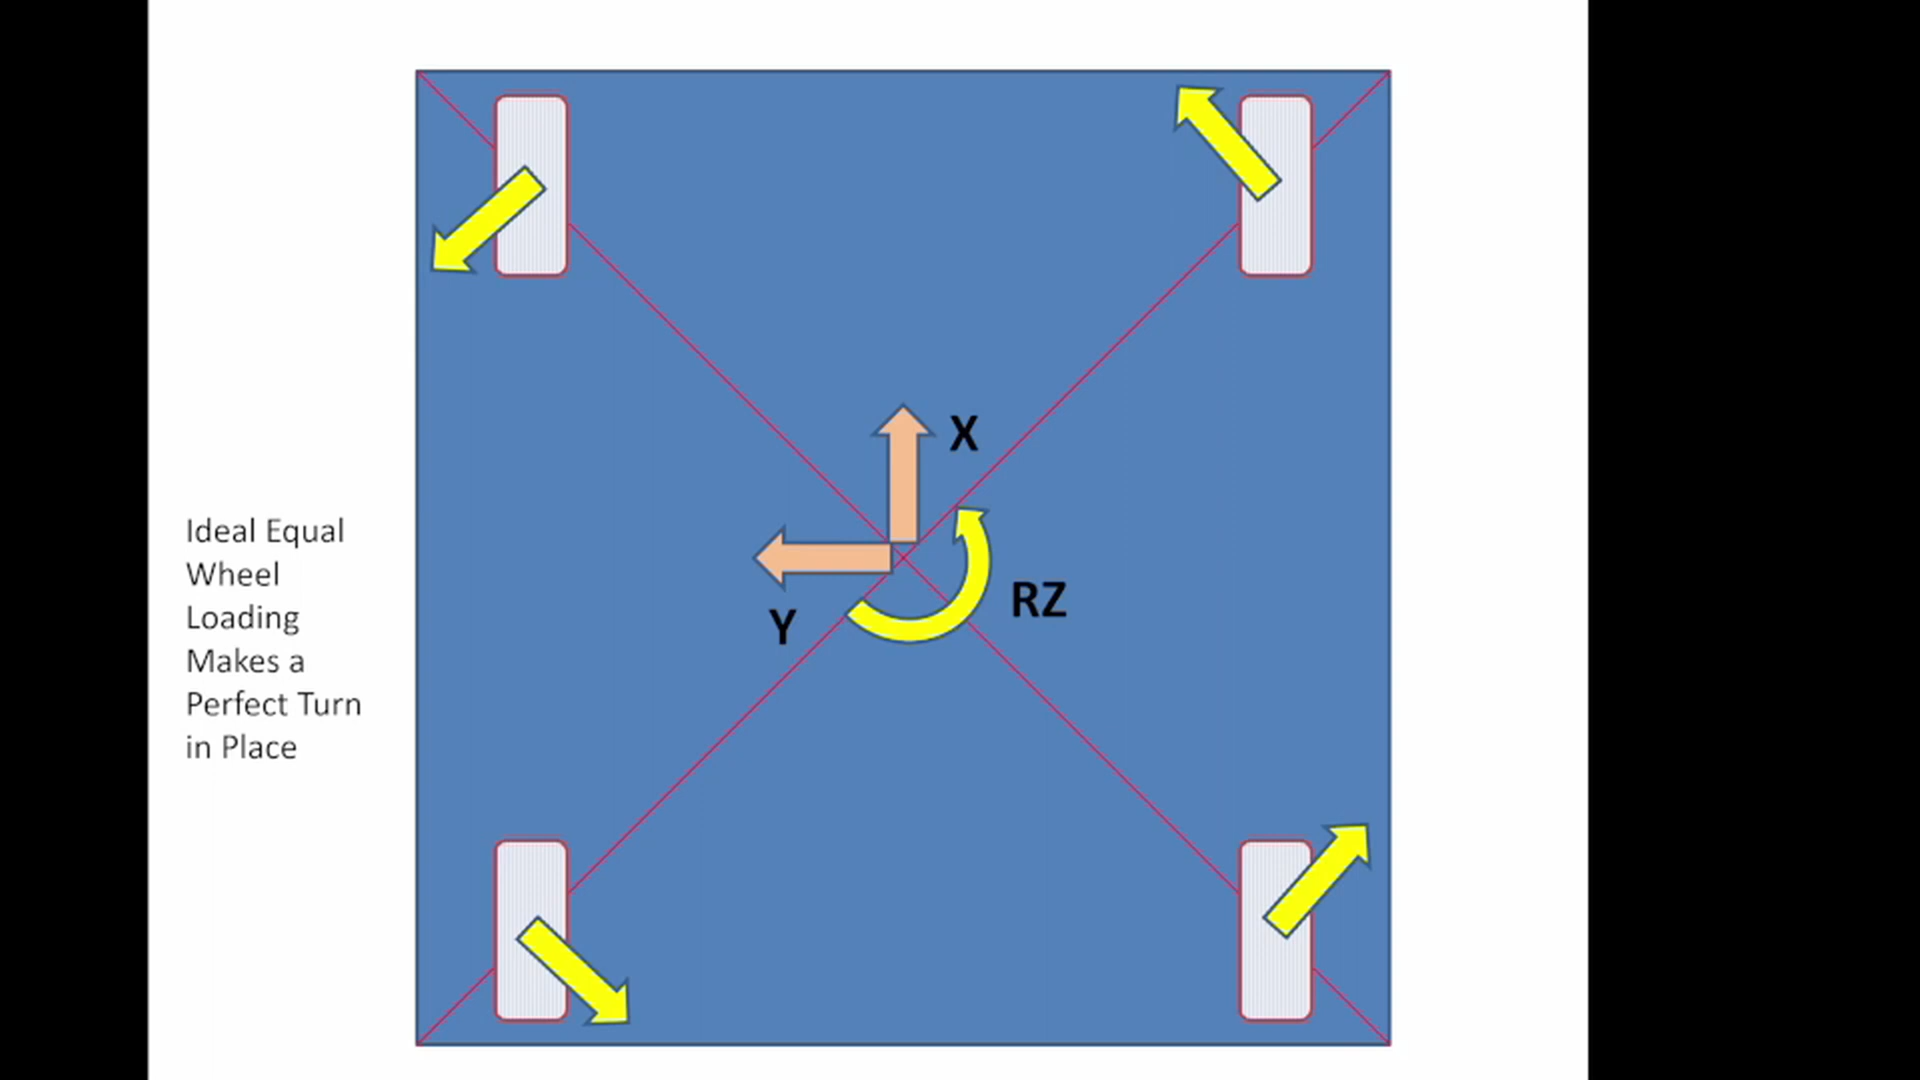 X
Y
RZ
Ideal Equal
Wheel
Loading
Makes a
Perfect Turn
in Place